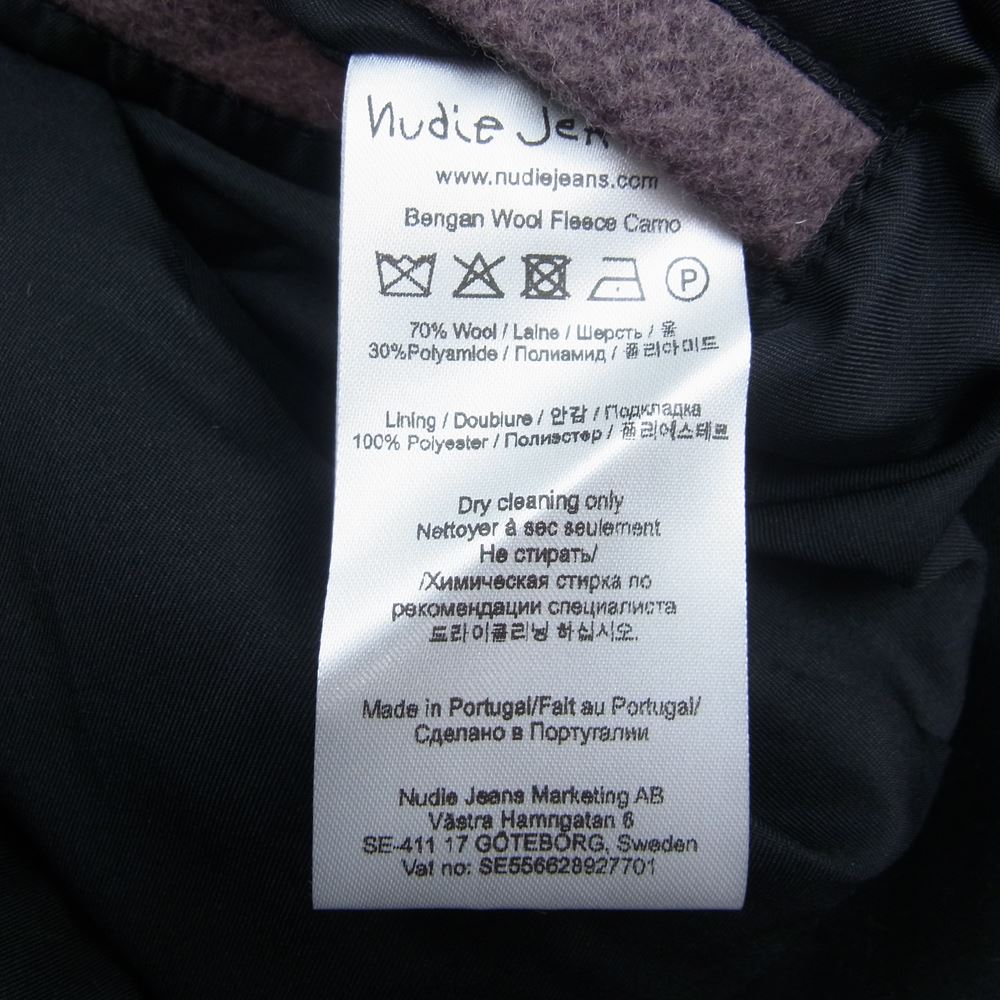 nudie Je
www.nudiejeans.com
Bengan Wool Fleece Camo
P
70% Wool / Laine / Шерсть / 울
30%Polyamide / Полиамид / 폴리아미드
Lining / Doublure / 안감 / Подкладка
100% Polyester / Полиэстер / 폴리에스테르
Dry cleaning only
Nettoyer à sec seulement
Не стирать/
/Химическая стирка по
рекомендации специалиста
드라이클리닝 하십시오.
Made in Portugal/Fait au Portugal/
Сделано в Португалии
Nudie Jeans Marketing AB
Västra Hamngatan 6
SE-411 17 GÖTEBORG, Sweden
Vat no: SE556628927701